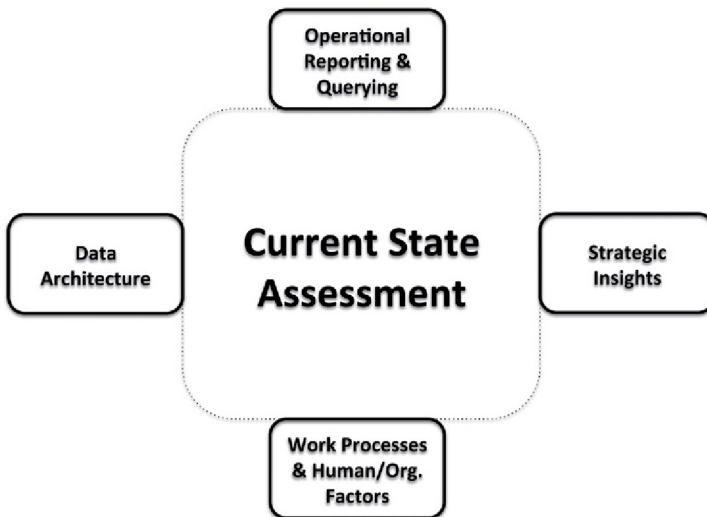 Operational
Reporting &
Querying
Data
Architecture
Current State
Assessment
Strategic
Insights
Work Processes
& Human/Org.
Factors